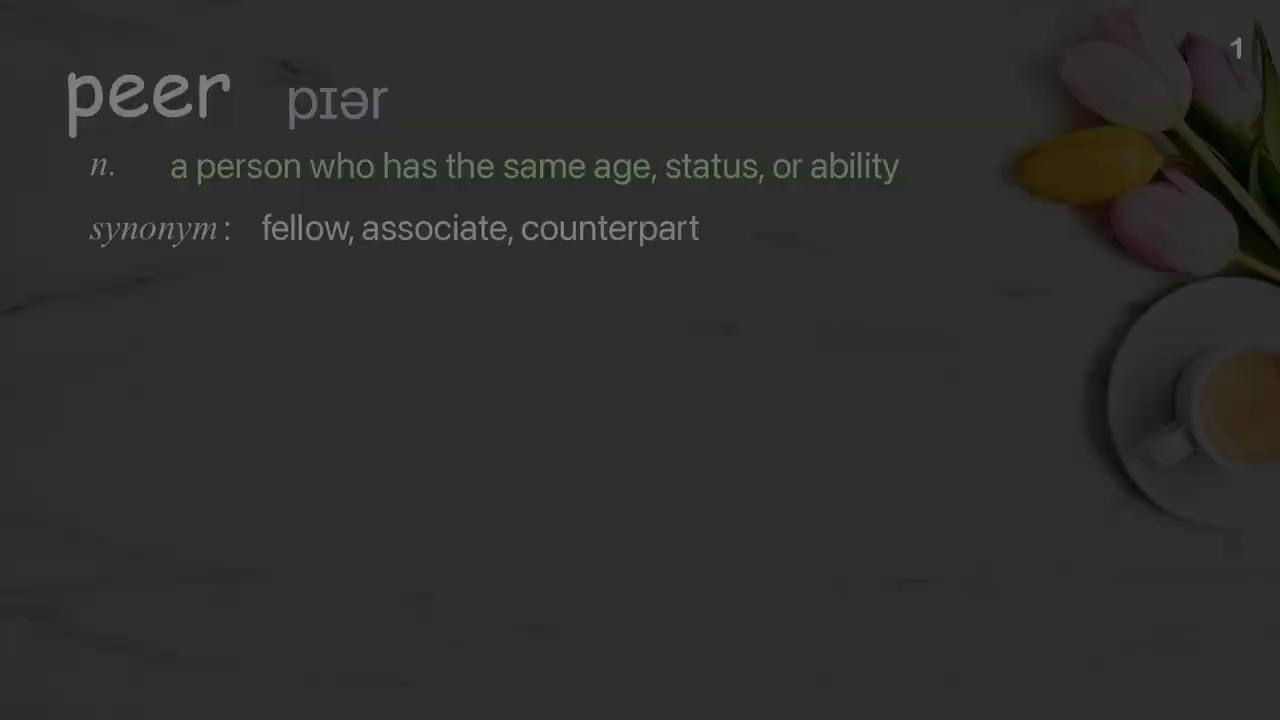 1
peer pɪər
n. a person who has the same age, status, or ability
synonym: fellow, associate, counterpart